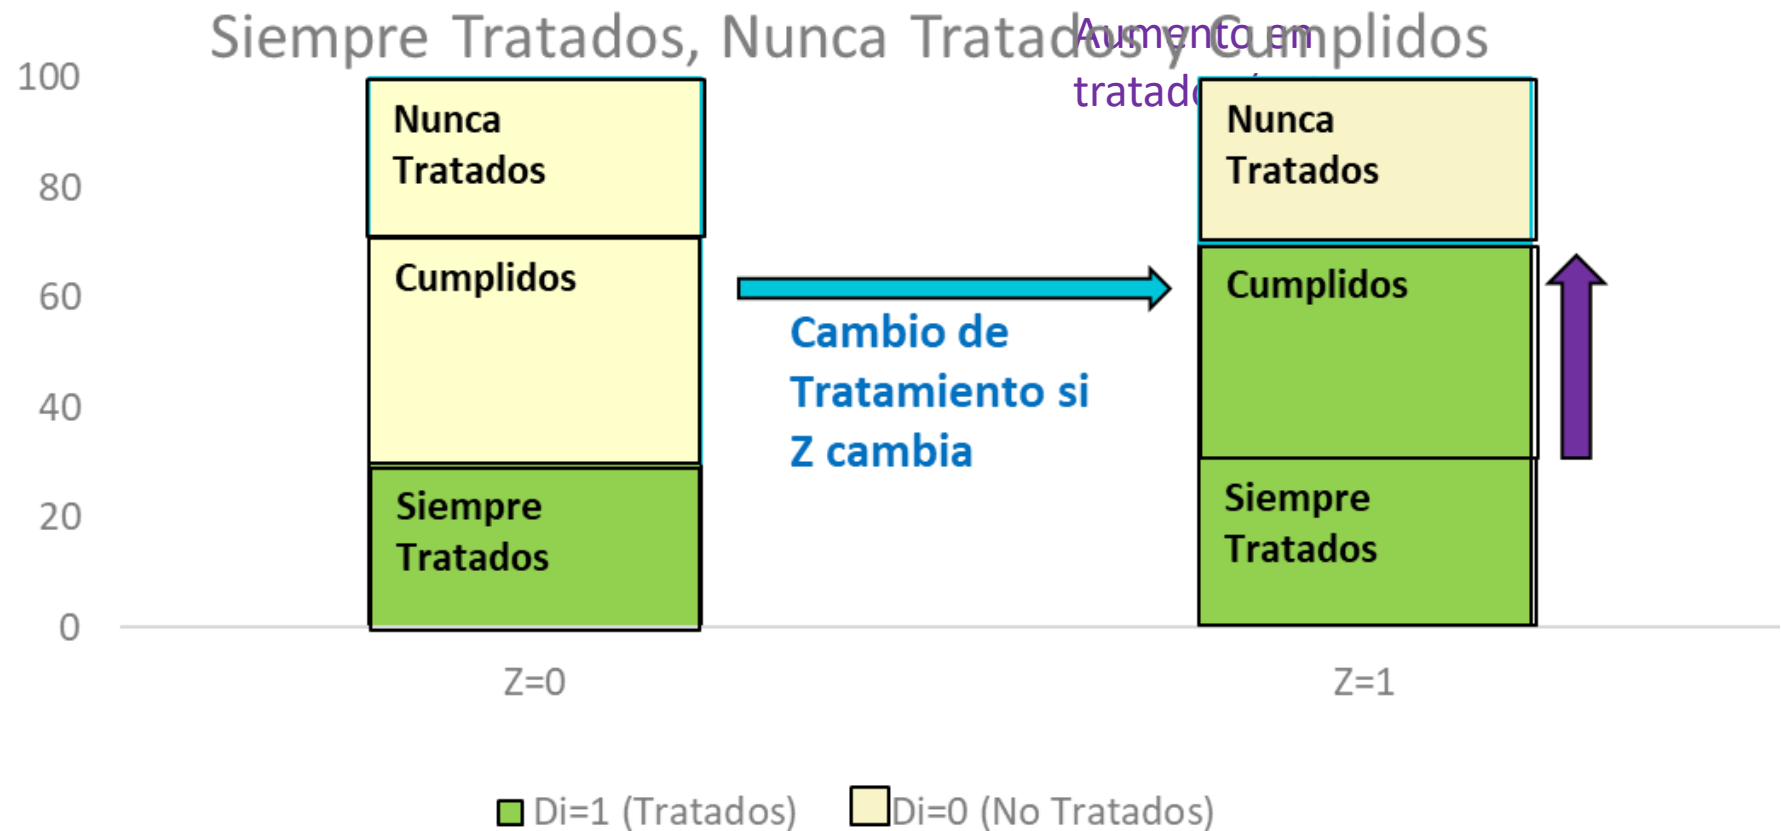 Siempre Tratados, Nunca Tratados y Cumplidos
Aumento en
100
80
60
40
20
0
Nunca
Tratados
Cumplidos
Siempre
Tratados
Cambio de
Tratamiento si
Z cambia
Nunca
Tratados
Cumplidos
Siempre
Tratados
Z=0
Z=1
Di=1 (Tratados)
Di=0 (No Tratados)